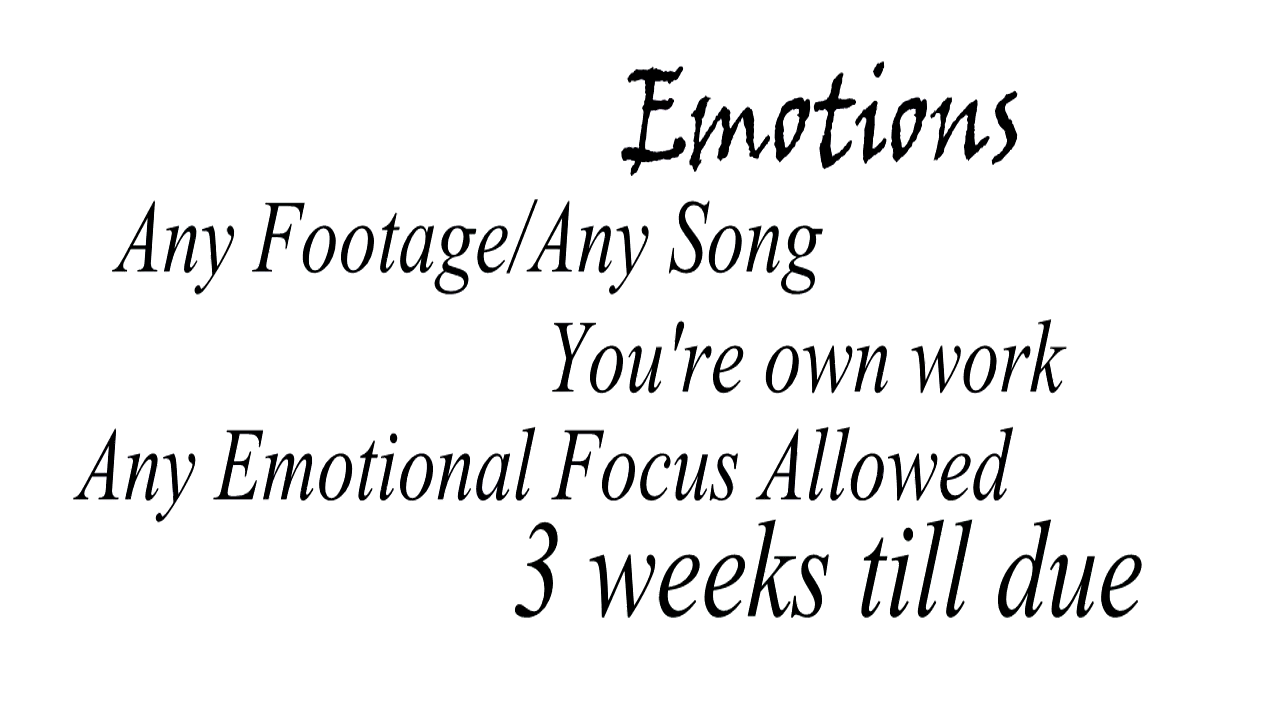 Emotions
Any Footage/Any Song
You're own work
Any Emotional Focus Allowed
3 weeks till due